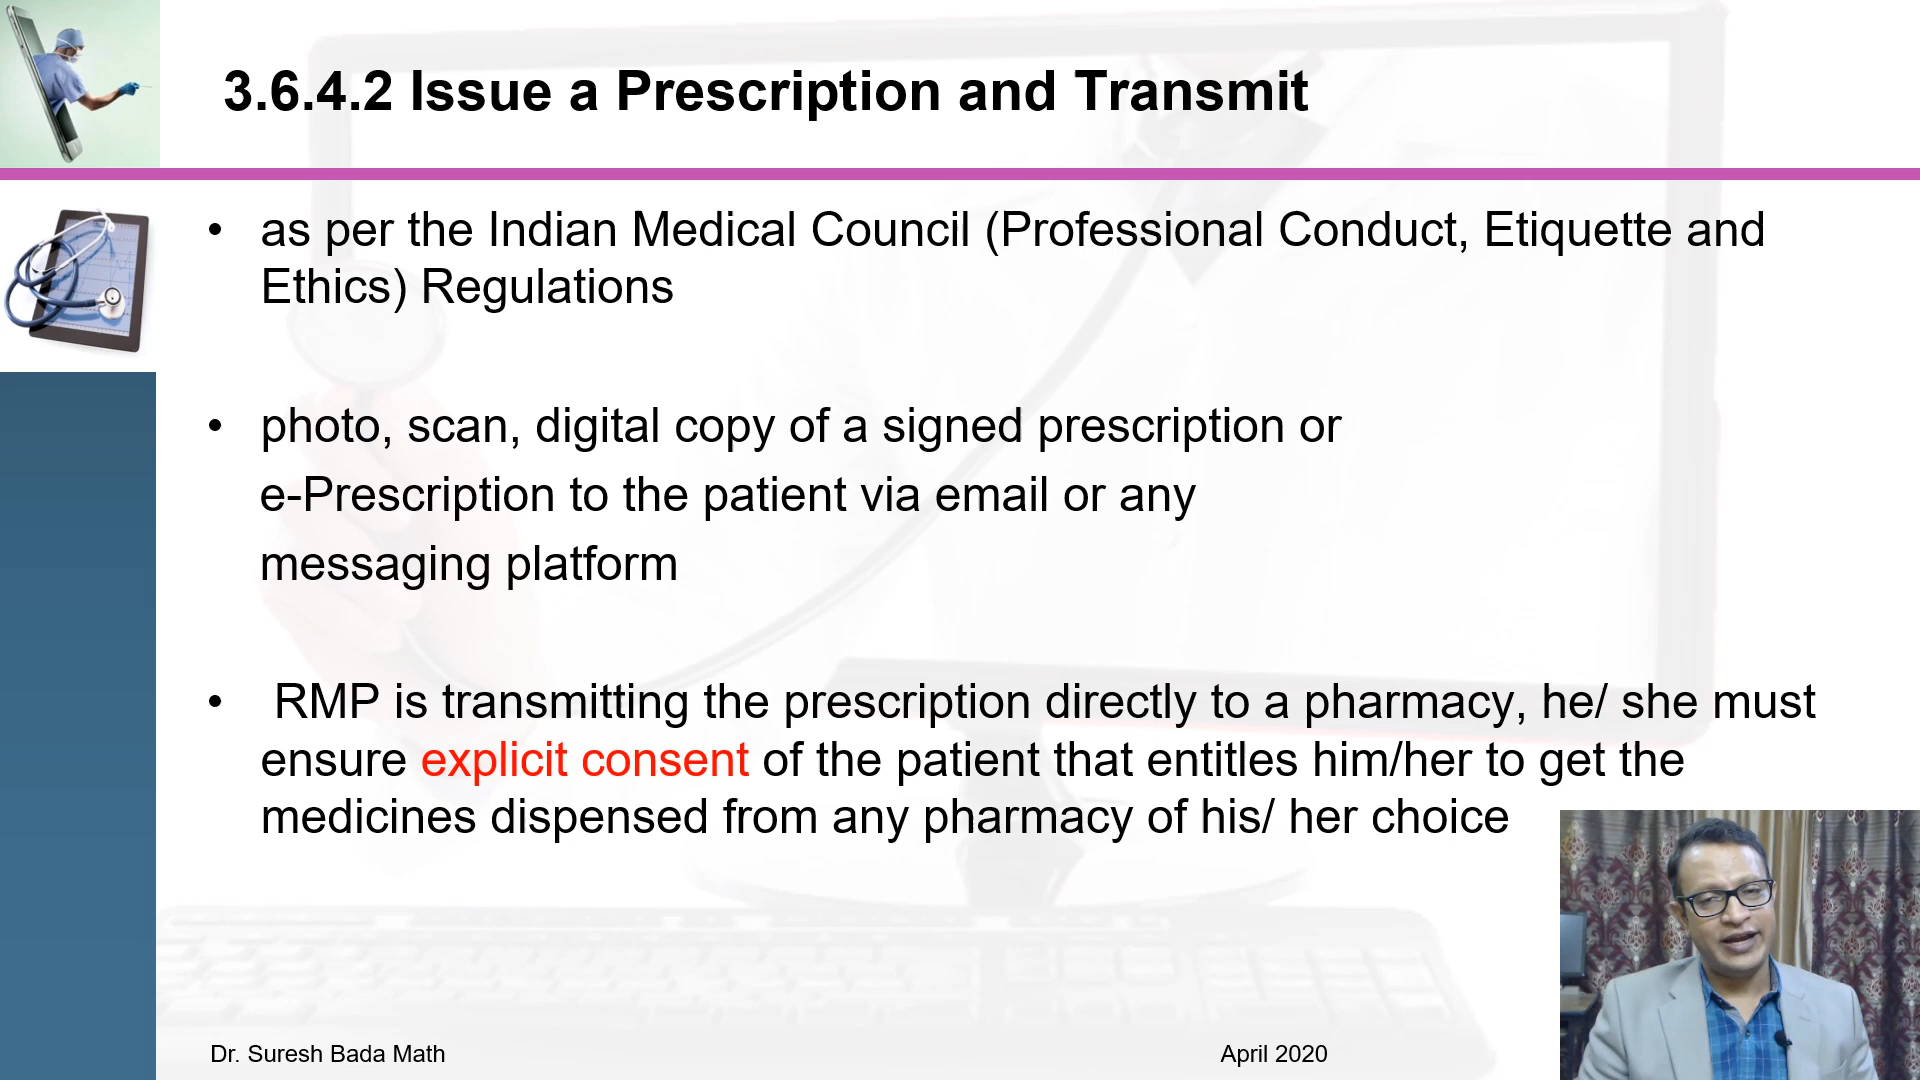 3.6.4.2 Issue a Prescription and Transmit
• as per the Indian Medical Council (Professional Conduct, Etiquette and
Ethics) Regulations
• photo, scan, digital copy of a signed prescription or
e-Prescription to the patient via email or any
messaging platform
• RMP is transmitting the prescription directly to a pharmacy, he/ she must
ensure explicit consent of the patient that entitles him/her to get the
medicines dispensed from any pharmacy of his/ her choice
Dr. Suresh Bada Math
April 2020